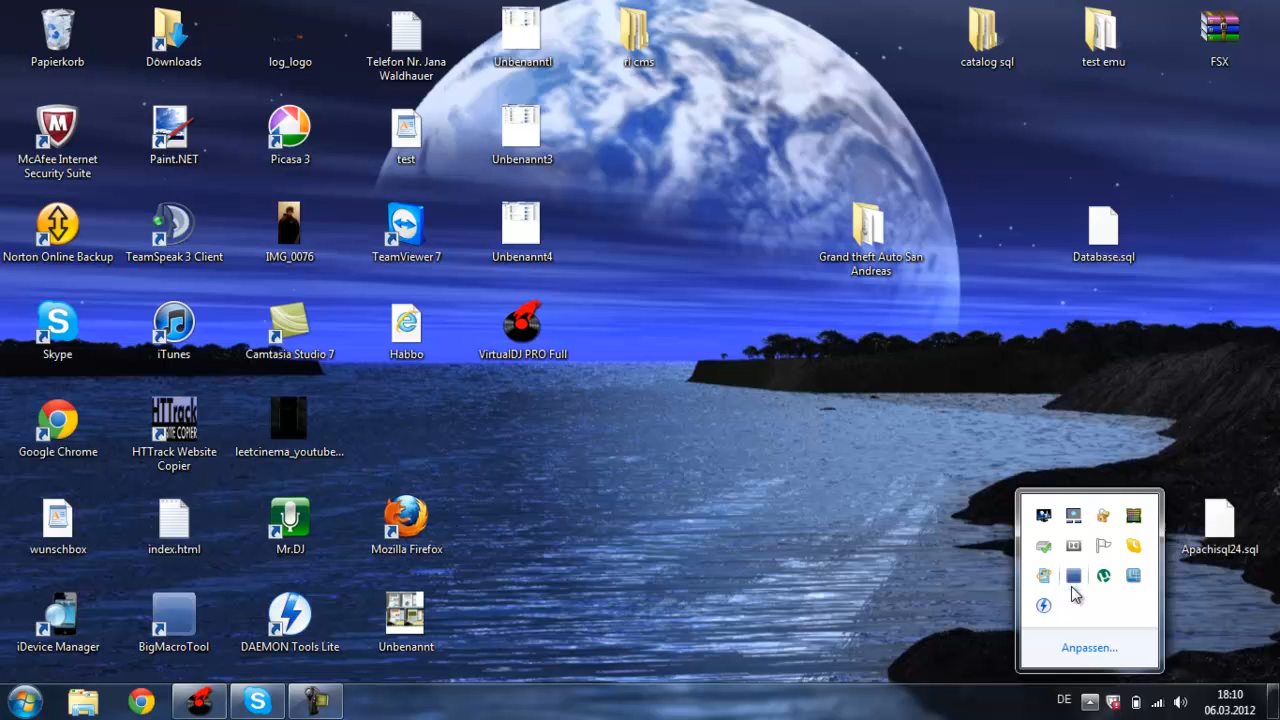 Papierkorb
Downloads
log_logo
Telefon Nr. Jana
Waldhauer
Unbenannt1
rl cms
catalog sql
test emu
FSX
McAfee Internet
Security Suite
Paint.NET
Picasa 3
test
Unbenannt3
Norton Online Backup
TeamSpeak 3 Client
IMG_0076
TeamViewer 7
Unbenannt4
Grand theft Auto San
Andreas
Database.sql
Skype
iTunes
Camtasia Studio 7
Habbo
VirtualDJ PRO Full
Google Chrome
HTTrack Website
Copier
leetcinema_youtube...
wunschbox
index.html
Mr.DJ
Mozilla Firefox
Apachisql24.sql
iDevice Manager
BigMacroTool
DAEMON Tools Lite
Unbenannt
Anpassen...
DE
18:10
06.03.2012